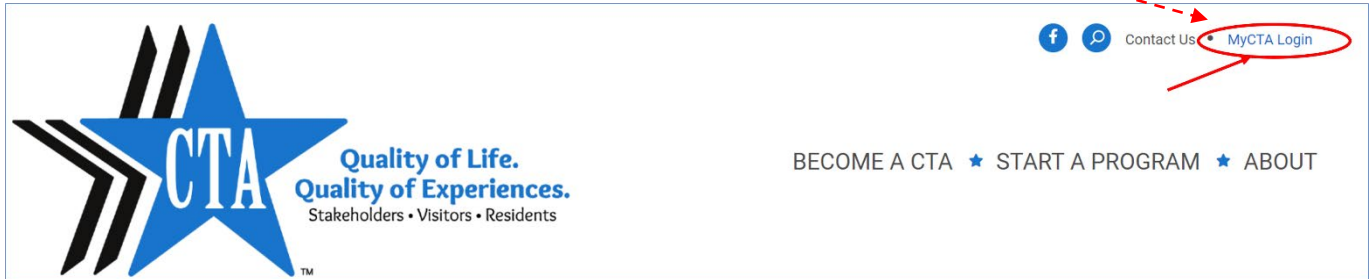 Contact Us • MyCTA Login
CTA
Quality of Life.
Quality of Experiences.
Stakeholders • Visitors • Residents
TM
BECOME A CTA ★ START A PROGRAM ★ ABOUT